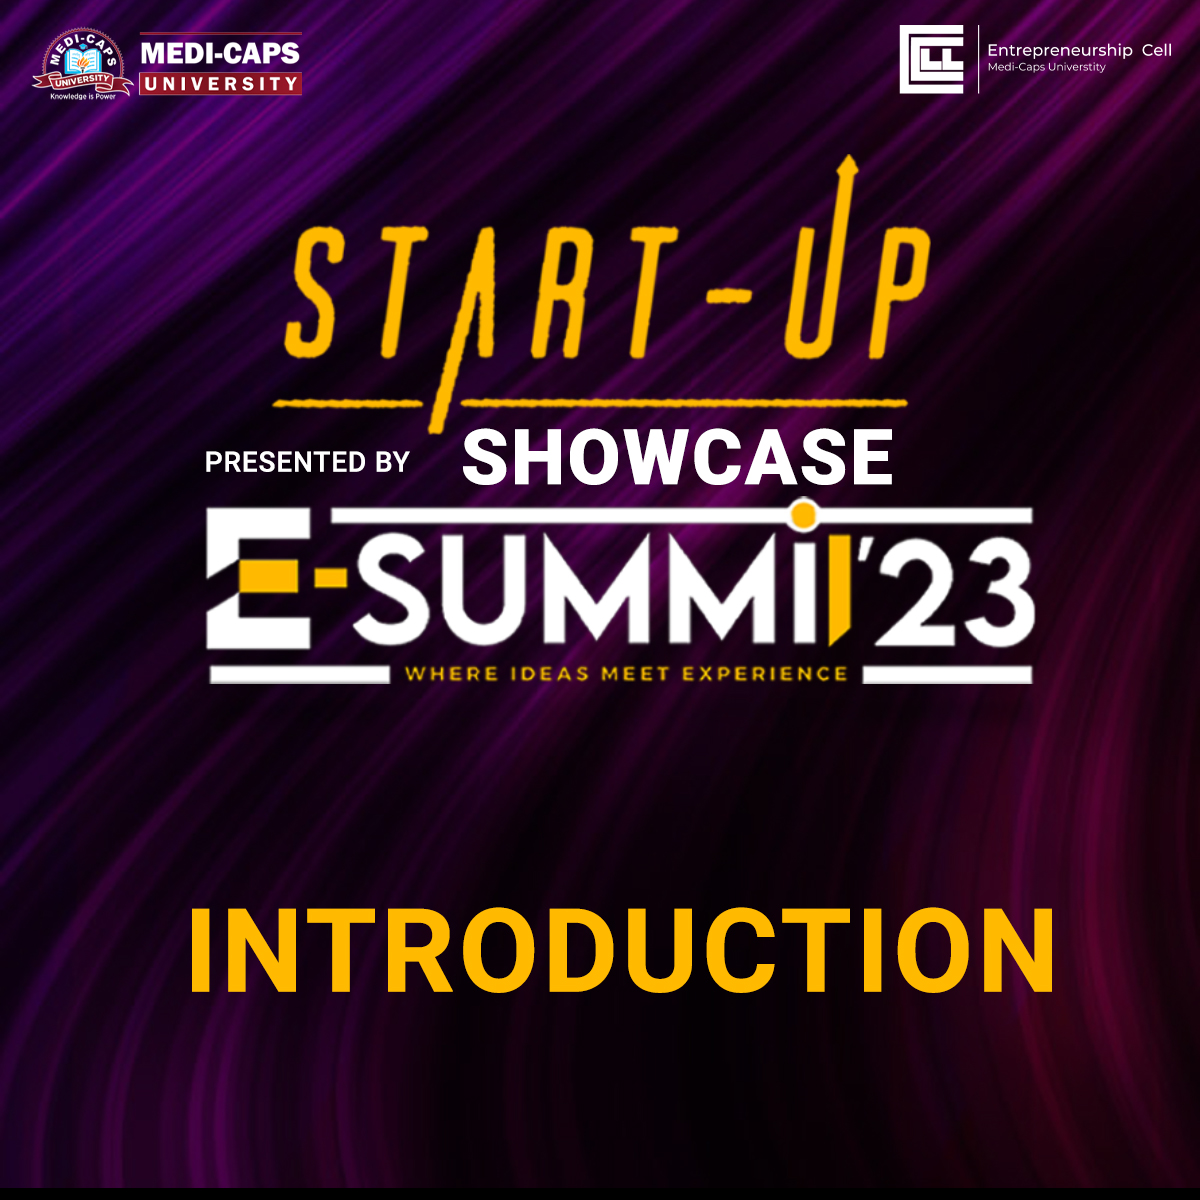 MEDI-CAPS
UNIVERSITY
Knowledge is Power
MEDI-CAPS
UNIVERSITY
Entrepreneurship Cell
Medi-Caps Universtity
START-UP
SHOWCASE
PRESENTED BY
E-SUMMiT'23
WHERE IDEAS MEET EXPERIENCE
INTRODUCTION